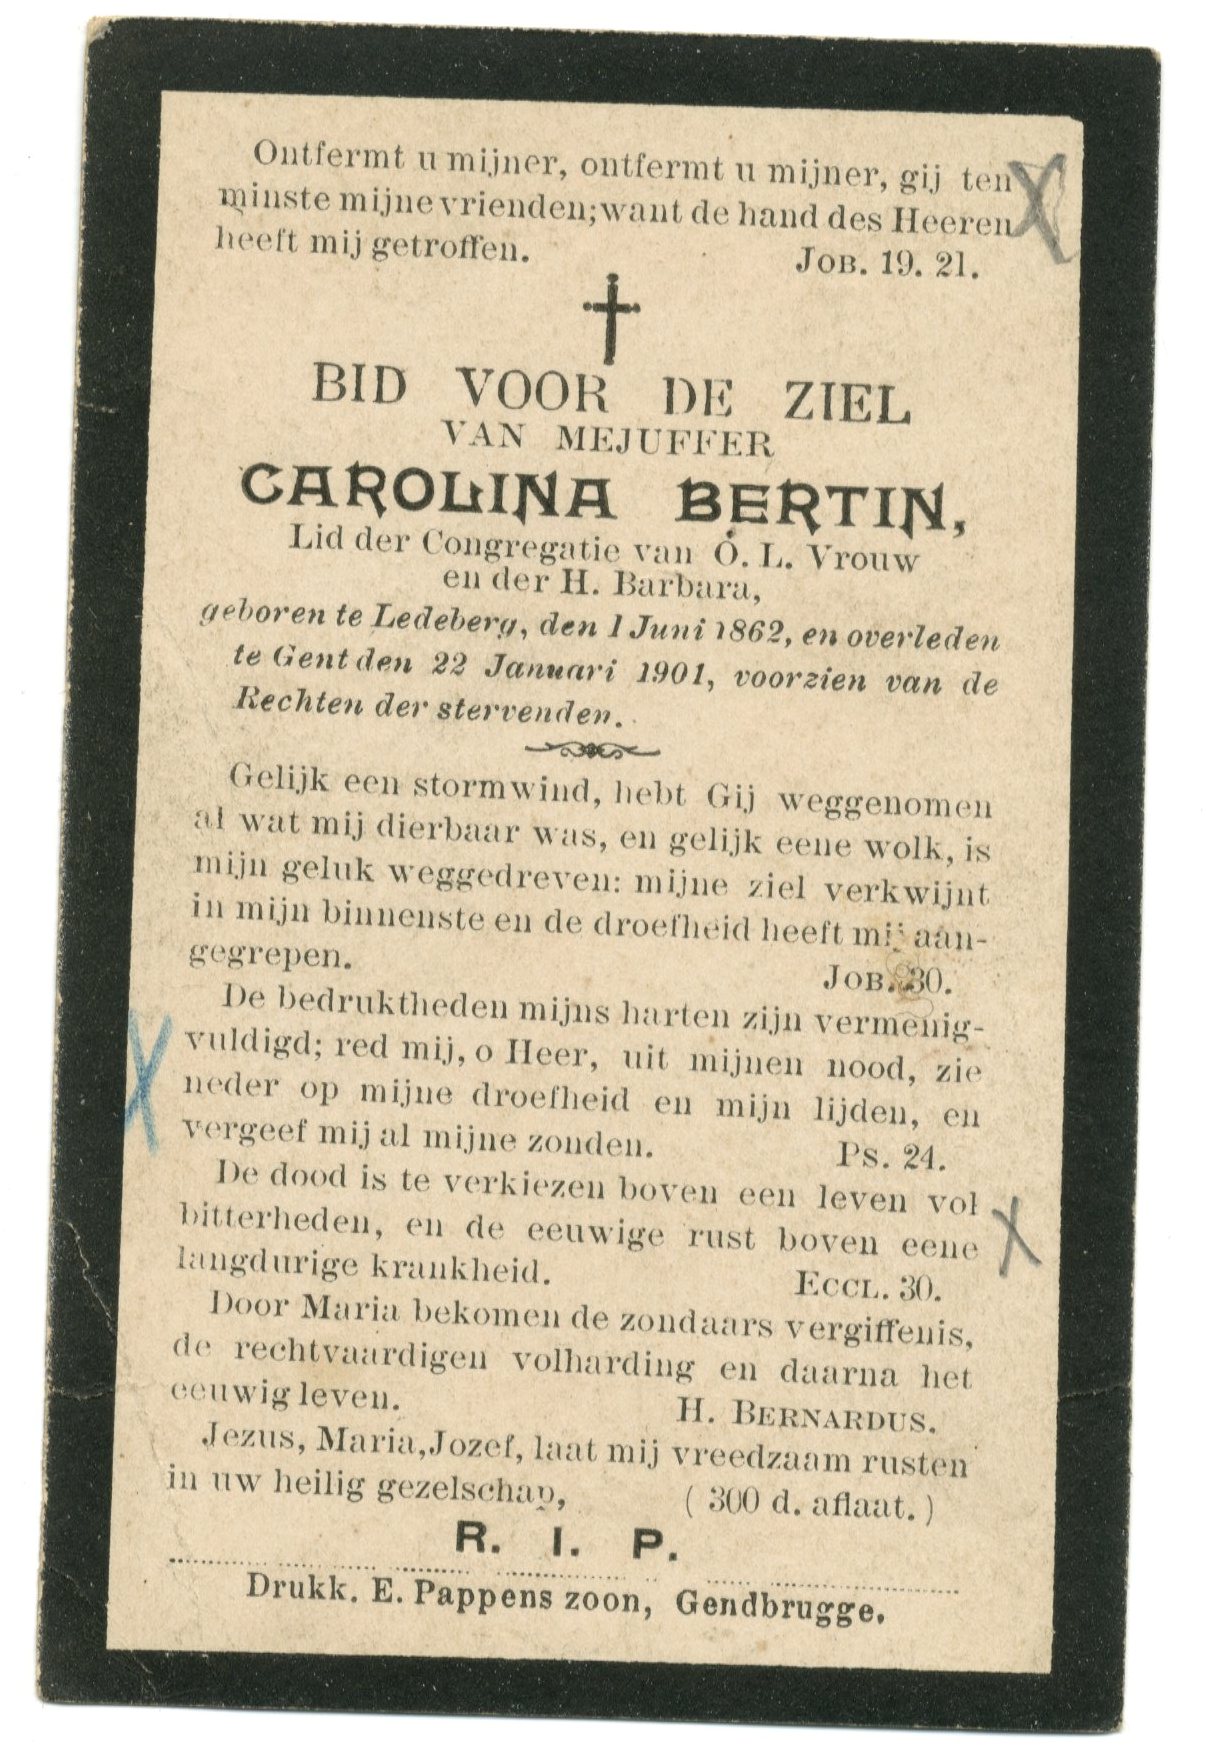 Ontfermt u mijner, ontfermt u mijner, gij ten
minste mijne vrienden; want de hand des Heeren
heeft mij getroffen. JOB. 19. 21.
BID VOOR DE ZIEL
VAN MEJUFFER
CAROLINA BERTIN,
Lid der Congregatie van O. L. Vrouw
en der H. Barbara,
geboren te Ledeberg, den 1 Juni 1862, en overleden
te Gent den 22 Januari 1901, voorzien van de
Rechten der stervenden.
Gelijk een stormwind, hebt Gij weggenomen
al wat mij dierbaar was, en gelijk eene wolk, is
mijn geluk weggedreven: mijne ziel verkwijnt
in mijn binnenste en de droefheid heeft mij aan-
gegrepen. JOB. 30.
De bedruktheden mijns harten zijn vermenig-
vuldigd; red mij, o Heer, uit mijnen nood, zie
neder op mijne droefheid en mijn lijden, en
vergeef mij al mijne zonden. PS. 24.
De dood is te verkiezen boven een leven vol
bitterheden, en de eeuwige rust boven eene
langdurige krankheid. ECCL. 30.
Door Maria bekomen de zondaars vergiffenis,
de rechtvaardigen volharding en daarna het
eeuwig leven. H. BERNARDUS.
Jezus, Maria, Jozef, laat mij vreedzaam rusten
in uw heilig gezelschap, ( 300 d. aflaat. )
R. I. P.
Drukk. E. Pappens zoon, Gendbrugge.